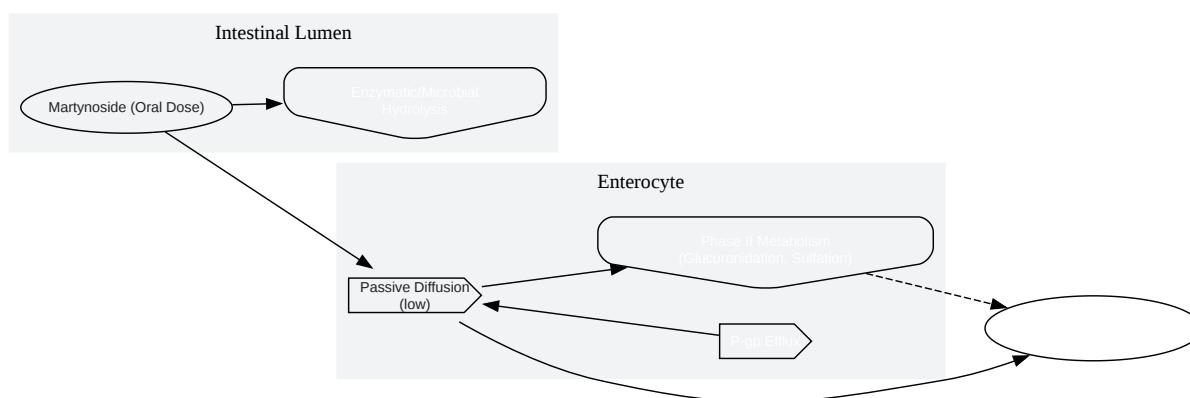 Intestinal Lumen
Martynoside (Oral Dose)
Enzymatic/Microbial
Hydrolysis
Enterocyte
Phase II Metabolism
(Glucuronidation, Sulfation)
Passive Diffusion
(low)
P-gp Efflux